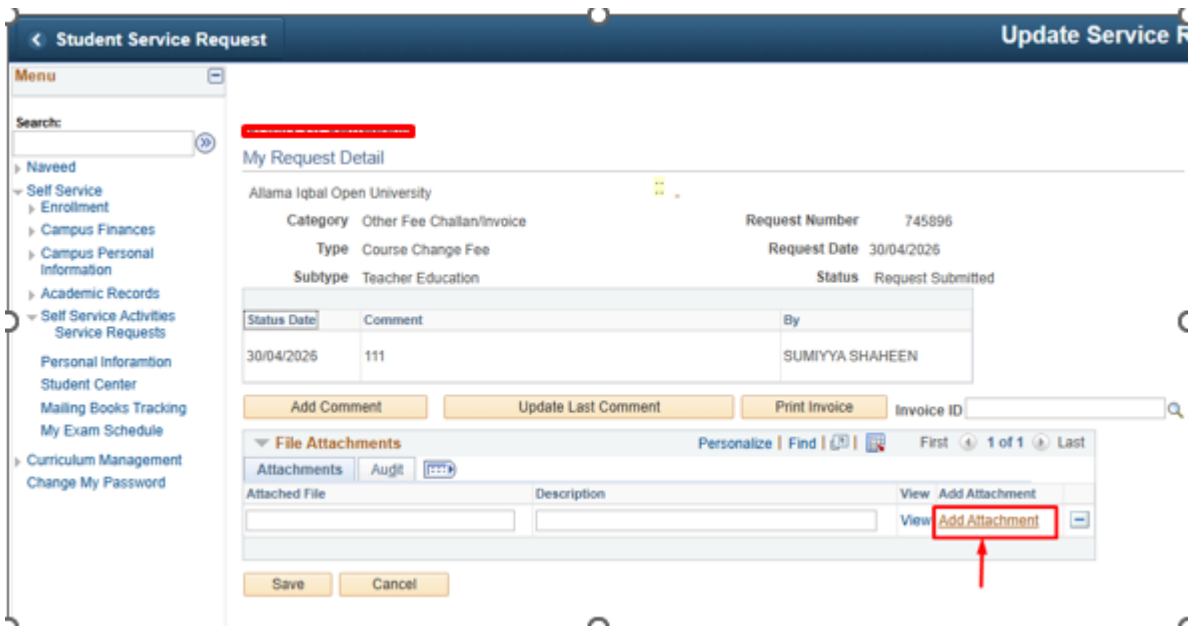 Student Service Request
Update Service R
Menu
Search:
Naveed
Self Service
Enrollment
Campus Finances
Campus Personal
Information
Academic Records
Self Service Activities
Service Requests
Personal Inforamtion
Student Center
Mailing Books Tracking
My Exam Schedule
Curriculum Management
Change My Password
My Request Detail
Allama Iqbal Open University
Category Other Fee Challan/Invoice Request Number 745896
Type Course Change Fee Request Date 30/04/2026
Subtype Teacher Education Status Request Submitted
Status Date Comment By
30/04/2026 111 SUMIYYA SHAHEEN
Add Comment Update Last Comment Print Invoice Invoice ID
File Attachments Personalize | Find | | First 1 of 1 Last
Attachments Audit
Attached File Description View Add Attachment
View Add Attachment
Save Cancel